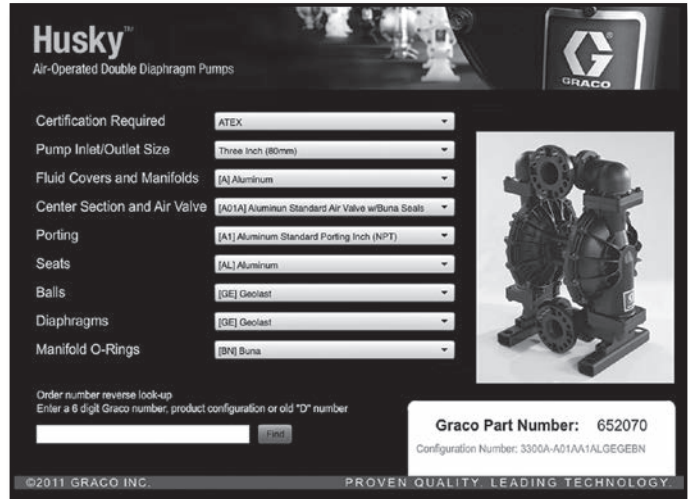 Husky™
Air-Operated Double Diaphragm Pumps
GRACO
Certification Required ATEX
Pump Inlet/Outlet Size Three Inch (80mm)
Fluid Covers and Manifolds [A] Aluminum
Center Section and Air Valve [A01A] Aluminun Standard Air Valve w/Buna Seals
Porting [A1] Aluminum Standard Porting Inch (NPT)
Seats [AL] Aluminum
Balls [GE] Geolast
Diaphragms [GE] Geolast
Manifold O-Rings [BN] Buna
Order number reverse look-up
Enter a 6 digit Graco number, product configuration or old "D" number
Find
Graco Part Number: 652070
Configuration Number: 3300A-A01AA1ALGEGEBN
©2011 GRACO INC. PROVEN QUALITY. LEADING TECHNOLOGY.